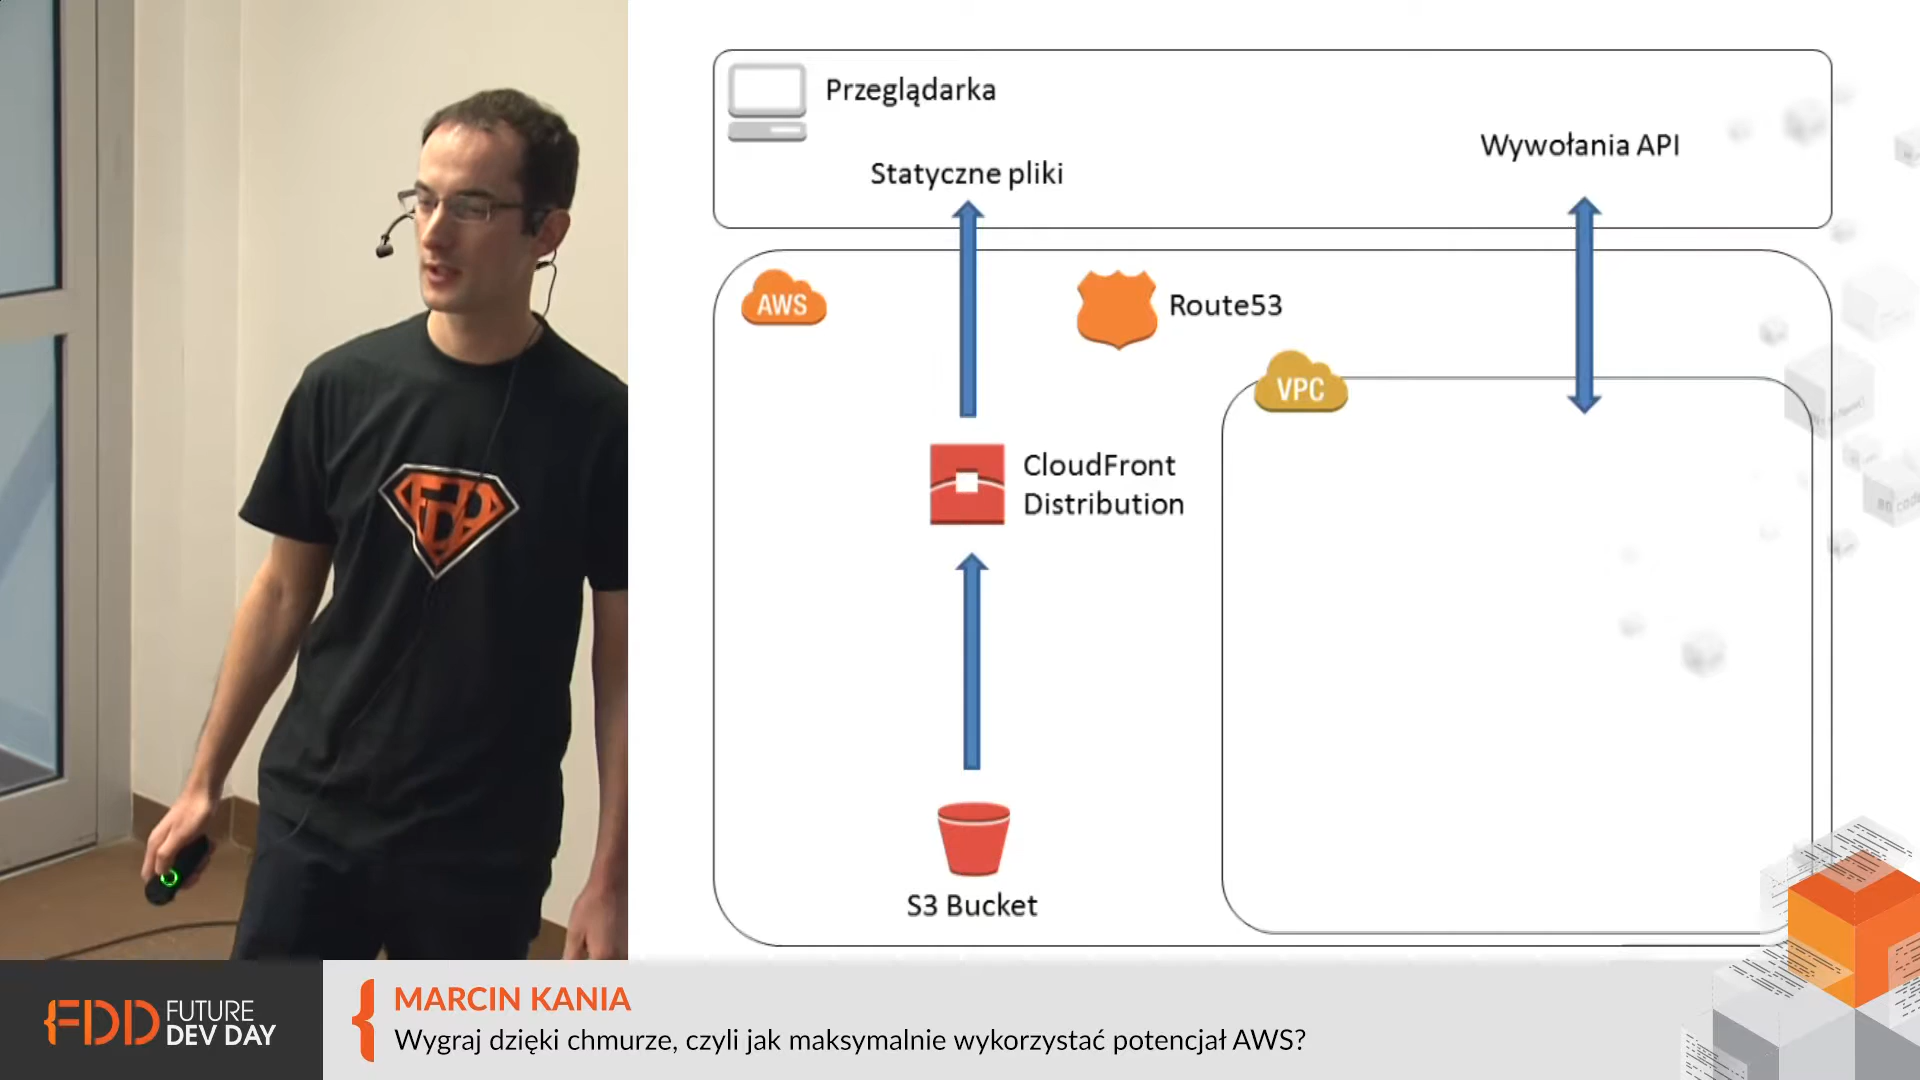 Przeglądarka
Statyczne pliki
Wywołania API
AWS
Route53
VPC
CloudFront
Distribution
S3 Bucket
FDD
FDD FUTURE
DEV DAY
MARCIN KANIA
Wygraj dzięki chmurze, czyli jak maksymalnie wykorzystać potencjał AWS?